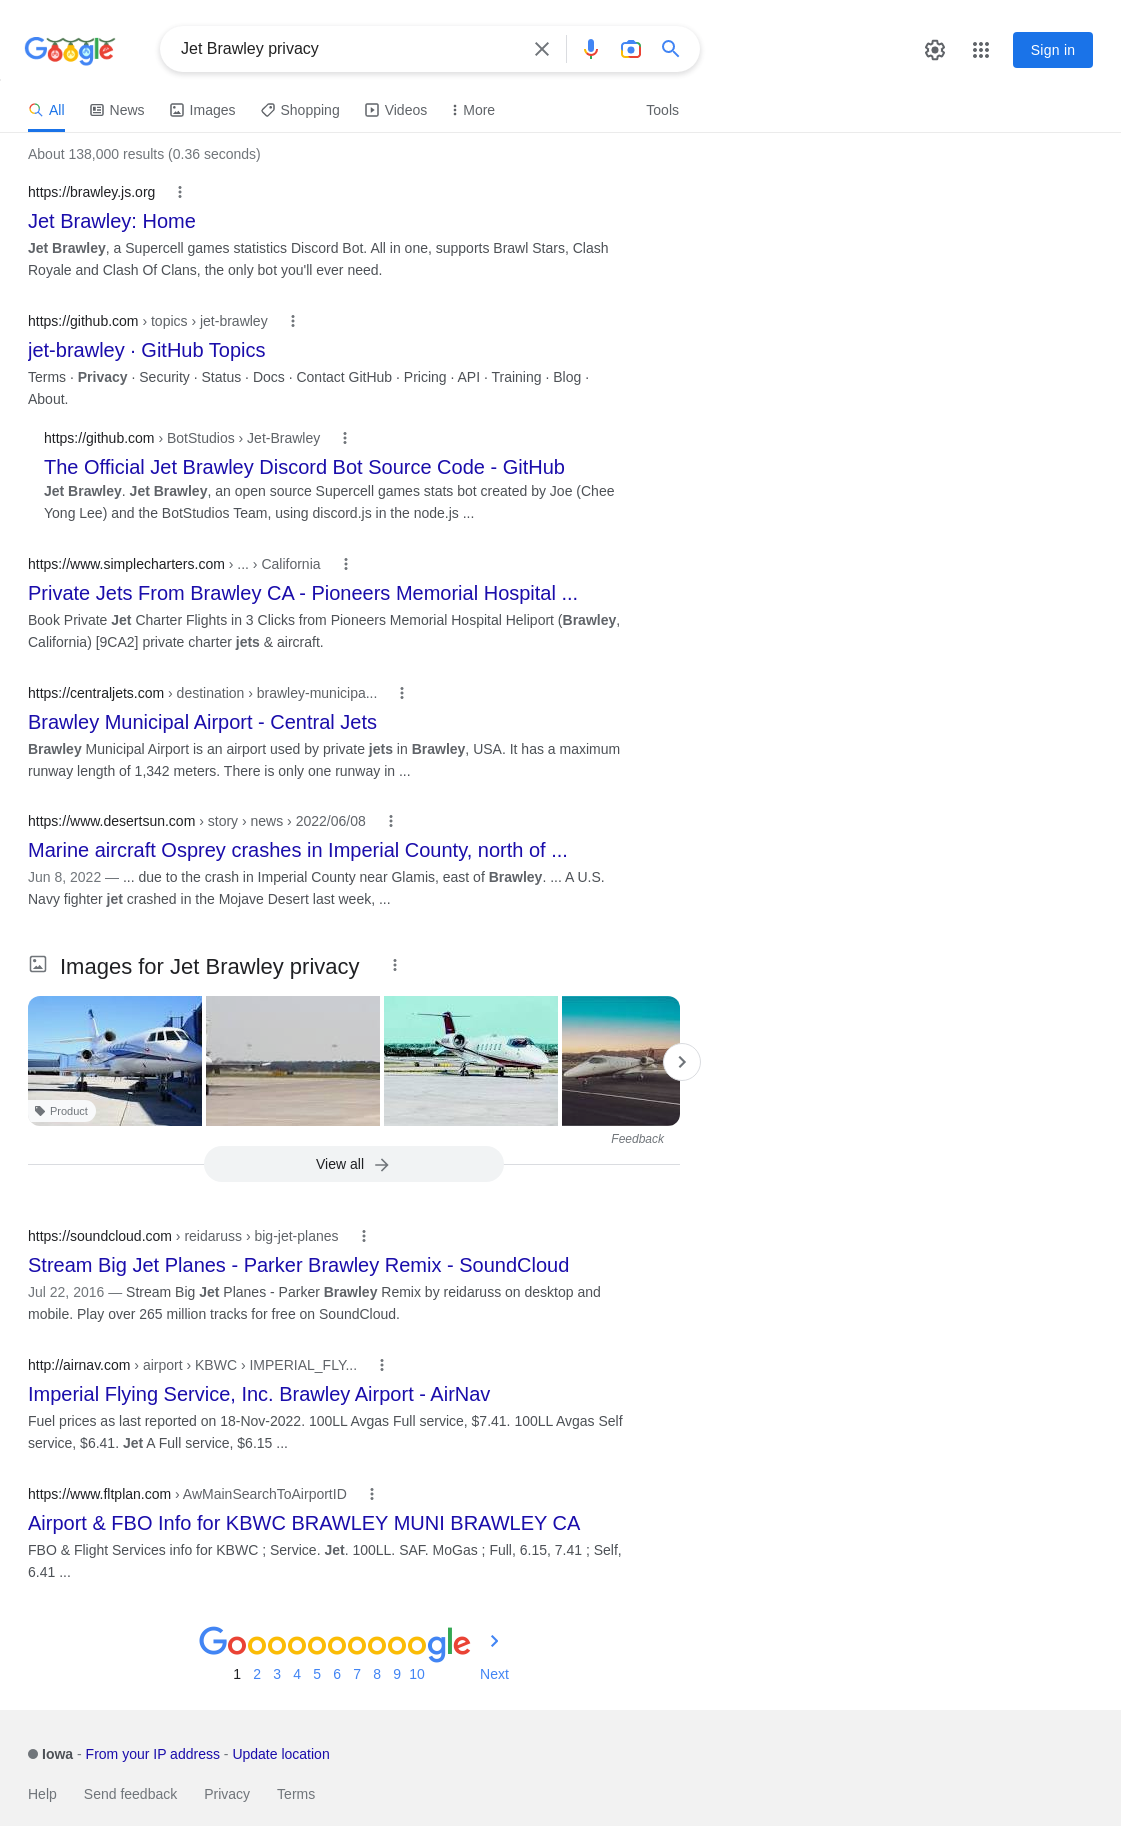 Google
Jet Brawley privacy
Sign in
All News Images Shopping Videos More Tools
About 138,000 results (0.36 seconds)
https://brawley.js.org
Jet Brawley: Home
Jet Brawley, a Supercell games statistics Discord Bot. All in one, supports Brawl Stars, Clash
Royale and Clash Of Clans, the only bot you'll ever need.
https://github.com › topics › jet-brawley
jet-brawley · GitHub Topics
Terms · Privacy · Security · Status · Docs · Contact GitHub · Pricing · API · Training · Blog ·
About.
https://github.com › BotStudios › Jet-Brawley
The Official Jet Brawley Discord Bot Source Code - GitHub
Jet Brawley. Jet Brawley, an open source Supercell games stats bot created by Joe (Chee
Yong Lee) and the BotStudios Team, using discord.js in the node.js ...
https://www.simplecharters.com › ... › California
Private Jets From Brawley CA - Pioneers Memorial Hospital ...
Book Private Jet Charter Flights in 3 Clicks from Pioneers Memorial Hospital Heliport (Brawley,
California) [9CA2] private charter jets & aircraft.
https://centraljets.com › destination › brawley-municipa...
Brawley Municipal Airport - Central Jets
Brawley Municipal Airport is an airport used by private jets in Brawley, USA. It has a maximum
runway length of 1,342 meters. There is only one runway in ...
https://www.desertsun.com › story › news › 2022/06/08
Marine aircraft Osprey crashes in Imperial County, north of ...
Jun 8, 2022 — ... due to the crash in Imperial County near Glamis, east of Brawley. ... A U.S.
Navy fighter jet crashed in the Mojave Desert last week, ...
Images for Jet Brawley privacy
Product
Feedback
View all
https://soundcloud.com › reidaruss › big-jet-planes
Stream Big Jet Planes - Parker Brawley Remix - SoundCloud
Jul 22, 2016 — Stream Big Jet Planes - Parker Brawley Remix by reidaruss on desktop and
mobile. Play over 265 million tracks for free on SoundCloud.
http://airnav.com › airport › KBWC › IMPERIAL_FLY...
Imperial Flying Service, Inc. Brawley Airport - AirNav
Fuel prices as last reported on 18-Nov-2022. 100LL Avgas Full service, $7.41. 100LL Avgas Self
service, $6.41. Jet A Full service, $6.15 ...
https://www.fltplan.com › AwMainSearchToAirportID
Airport & FBO Info for KBWC BRAWLEY MUNI BRAWLEY CA
FBO & Flight Services info for KBWC ; Service. Jet. 100LL. SAF. MoGas ; Full, 6.15, 7.41 ; Self,
6.41 ...
Goooooooooogle
1 2 3 4 5 6 7 8 9 10 Next
Iowa - From your IP address - Update location
Help Send feedback Privacy Terms